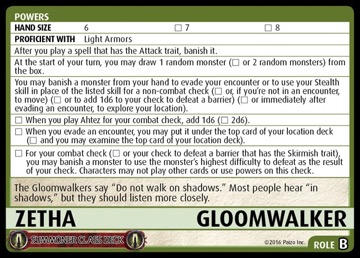 POWERS
HAND SIZE 6 □ 7 □ 8
PROFICIENT WITH Light Armors
After you play a spell that has the Attack trait, banish it.
At the start of your turn, you may draw 1 random monster (□ or 2 random monsters) from
the box.
You may banish a monster from your hand to evade your encounter or to use your Stealth
skill in place of the listed skill for a non-combat check (□ or, if you're not in an encounter,
to move) (□ or to add 1d6 to your check to defeat a barrier) (□ or immediately after
evading an encounter, to explore your location).
□ When you play Ahtez for your combat check, add 1d6 (□ 2d6).
□ When you evade an encounter, you may put it under the top card of your location deck
(□ and you may examine the top card of your location deck).
□ For your combat check (□ or your check to defeat a barrier that has the Skirmish trait),
you may banish a monster to use the monster's highest difficulty to defeat as the result
of your check. Characters may not play other cards or use powers on this check.
The Gloomwalkers say "Do not walk on shadows." Most people hear "in
shadows," but they should listen more closely.
ZETHA GLOOMWALKER
SUMMONER CLASS DECK ©2016 Paizo Inc. ROLE B